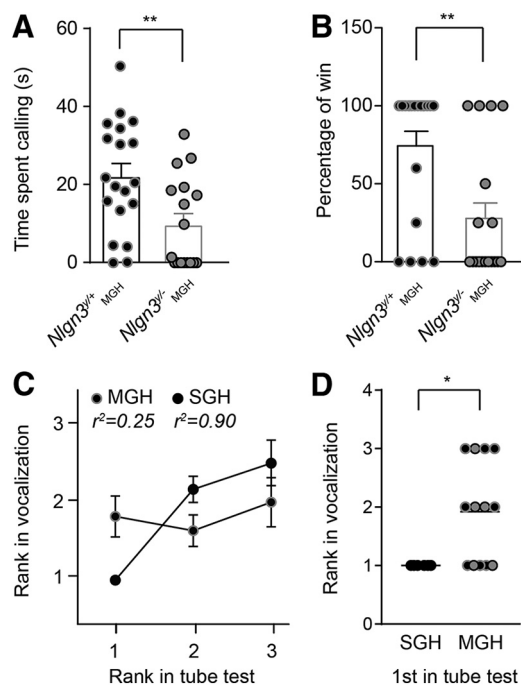 A
Time spent calling (s)
60
40
20
0
**
Nlgn3y/+ MGH
Nlgn3y/- MGH
B
Percentage of win
150
100
50
0
**
Nlgn3y/+ MGH
Nlgn3y/- MGH
C
MGH SGH
r²=0.25 r²=0.90
Rank in vocalization
3
2
1
1 2 3
Rank in tube test
D
Rank in vocalization
4
3
2
1
0
*
SGH MGH
1st in tube test